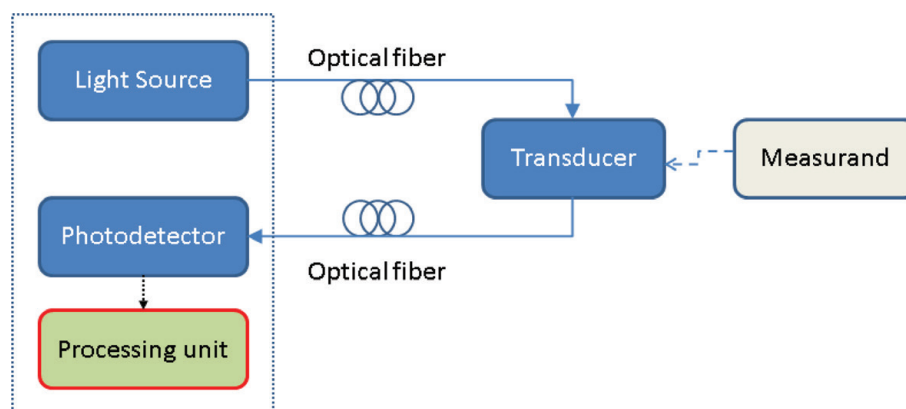 Light Source
Optical fiber
Transducer
Measurand
Photodetector
Optical fiber
Processing unit